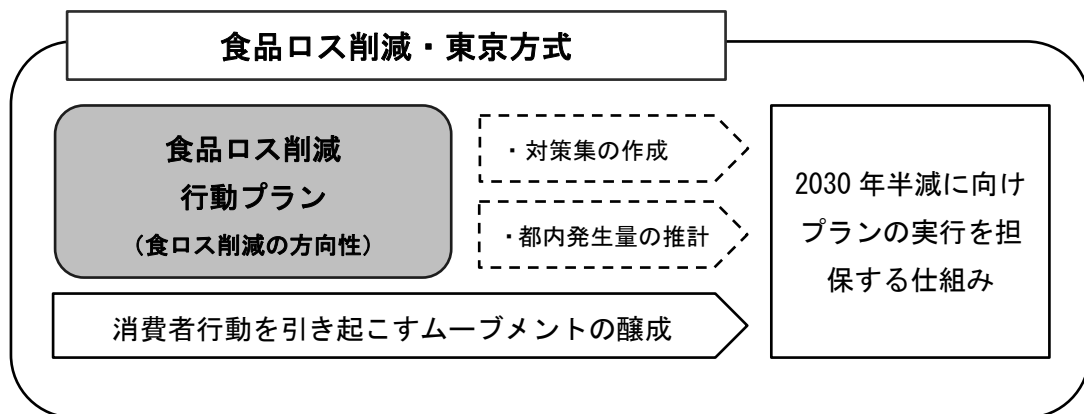 食品ロス削減・東京方式
食品ロス削減
行動プラン
（食ロス削減の方向性）
・対策集の作成
・都内発生量の推計
2030 年半減に向け
プランの実行を担
保する仕組み
消費者行動を引き起こすムーブメントの醸成